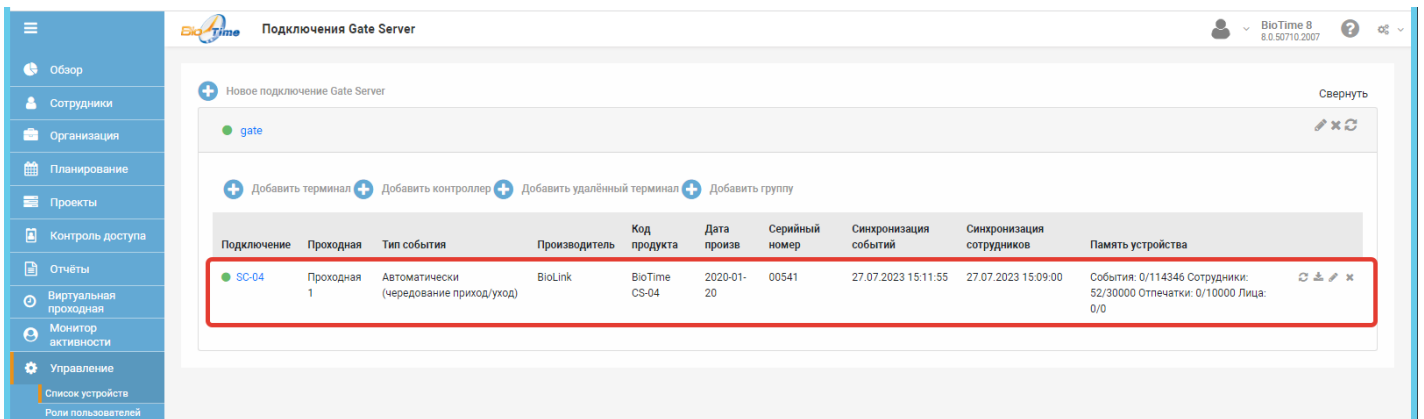 BioTime
Подключения Gate Server
BioTime 8
8.0.50710.2007
Обзор
Сотрудники
Организация
Планирование
Проекты
Контроль доступа
Отчёты
Виртуальная
проходная
Монитор
активности
Управление
Список устройств
Роли пользователей
Новое подключение Gate Server
Свернуть
gate
Добавить терминал Добавить контроллер Добавить удалённый терминал Добавить группу
Подключение Проходная Тип события Производитель Код продукта Дата произв Серийный номер Синхронизация событий Синхронизация сотрудников Память устройства
SC-04 Проходная Автоматически BioLink BioTime 2020-01- 00541 27.07.2023 15:11:55 27.07.2023 15:09:00 События: 0/114346 Сотрудники:
1 (чередование приход/уход) CS-04 20 52/30000 Отпечатки: 0/10000 Лица:
0/0